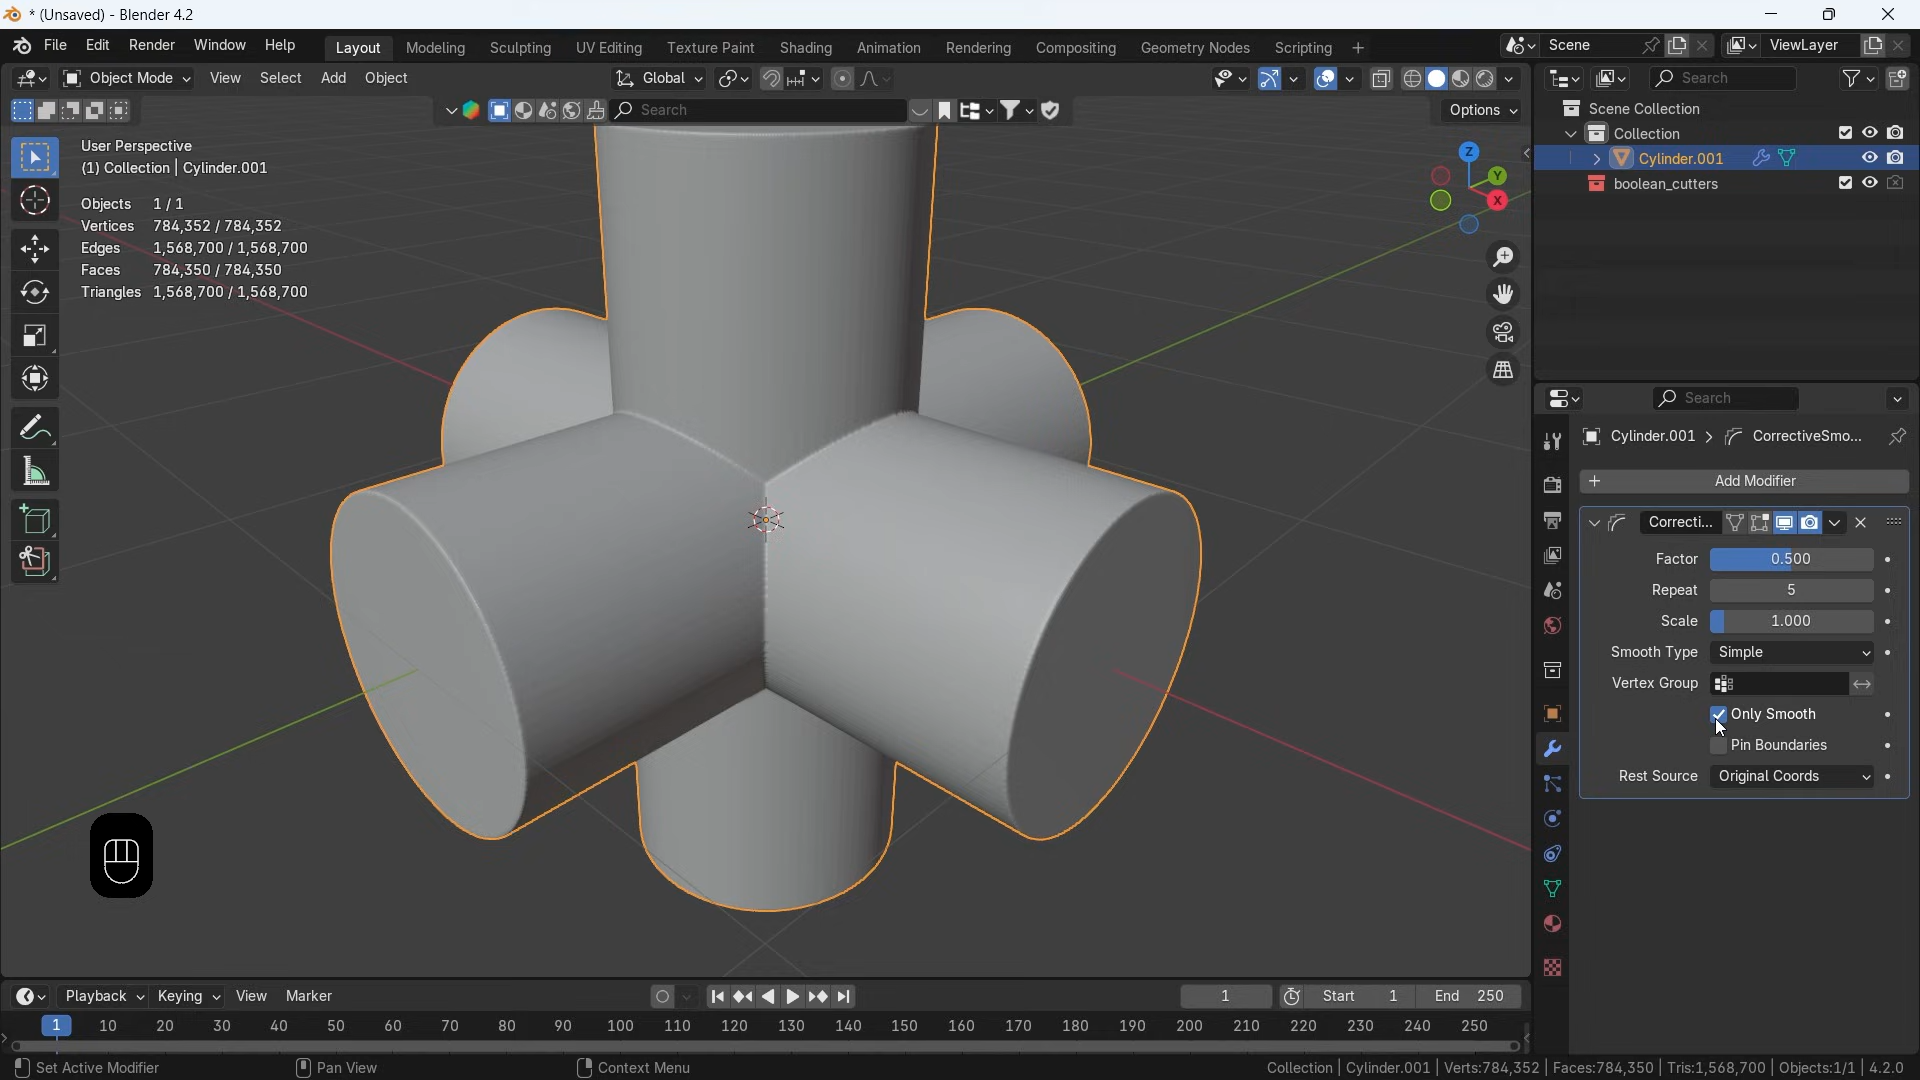 * (Unsaved) - Blender 4.2
File Edit Render Window Help Layout Modeling Sculpting UV Editing Texture Paint Shading Animation Rendering Compositing Geometry Nodes Scripting + Scene ViewLayer
Object Mode View Select Add Object Global Search
Search Options
User Perspective
(1) Collection | Cylinder.001
Objects 1 / 1
Vertices 784,352 / 784,352
Edges 1,568,700 / 1,568,700
Faces 784,350 / 784,350
Triangles 1,568,700 / 1,568,700
Z
Y
X
Scene Collection
Collection
Cylinder.001
boolean_cutters
Search
Cylinder.001 > CorrectiveSmo...
+ Add Modifier
Correcti...
Factor 0.500
Repeat 5
Scale 1.000
Smooth Type Simple
Vertex Group
Only Smooth
Pin Boundaries
Rest Source Original Coords
Playback Keying View Marker 1 Start 1 End 250
1 10 20 30 40 50 60 70 80 90 100 110 120 130 140 150 160 170 180 190 200 210 220 230 240 250
Set Active Modifier Pan View Context Menu Collection | Cylinder.001 | Verts:784,352 | Faces:784,350 | Tris:1,568,700 | Objects:1/1 | 4.2.0